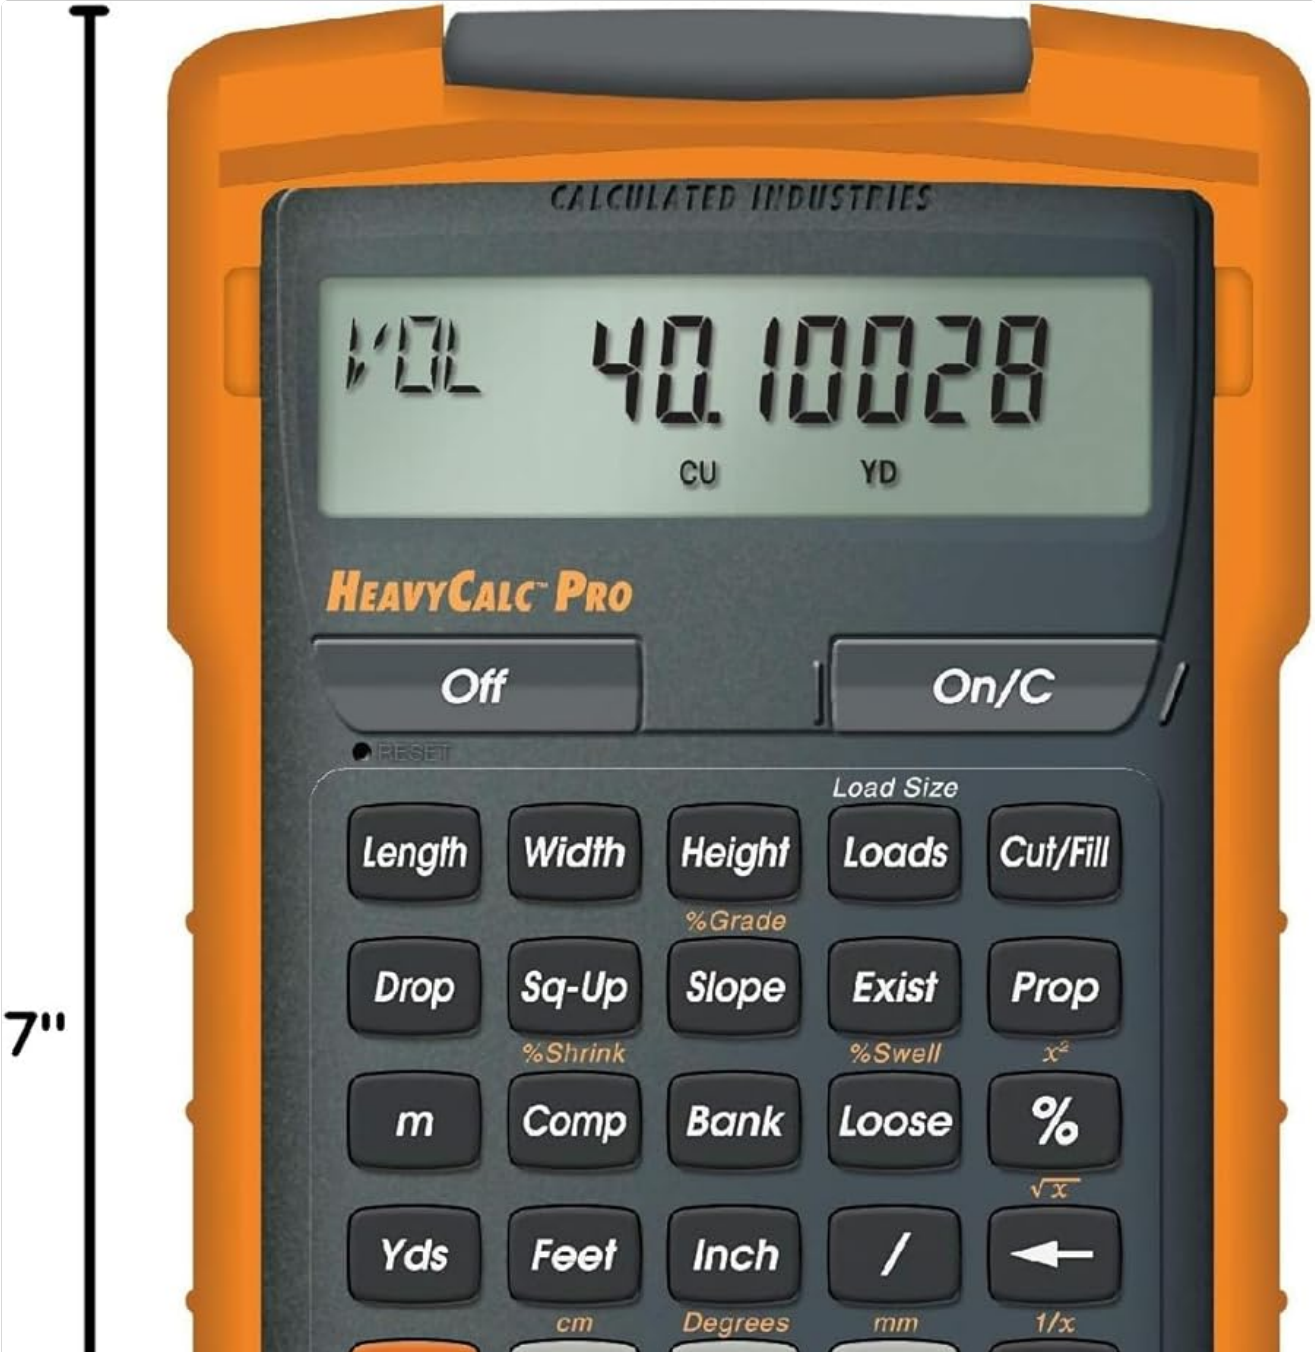 CALCULATED INDUSTRIES
VOL 40.10028
CU YD
HEAVYCALC™ PRO
Off On/C
RESET
Load Size
Length Width Height Loads Cut/Fill
%Grade
Drop Sq-Up Slope Exist Prop
7"
%Shrink %Swell x²
m Comp Bank Loose %
√x
Yds Feet Inch /
cm Degrees mm 1/x